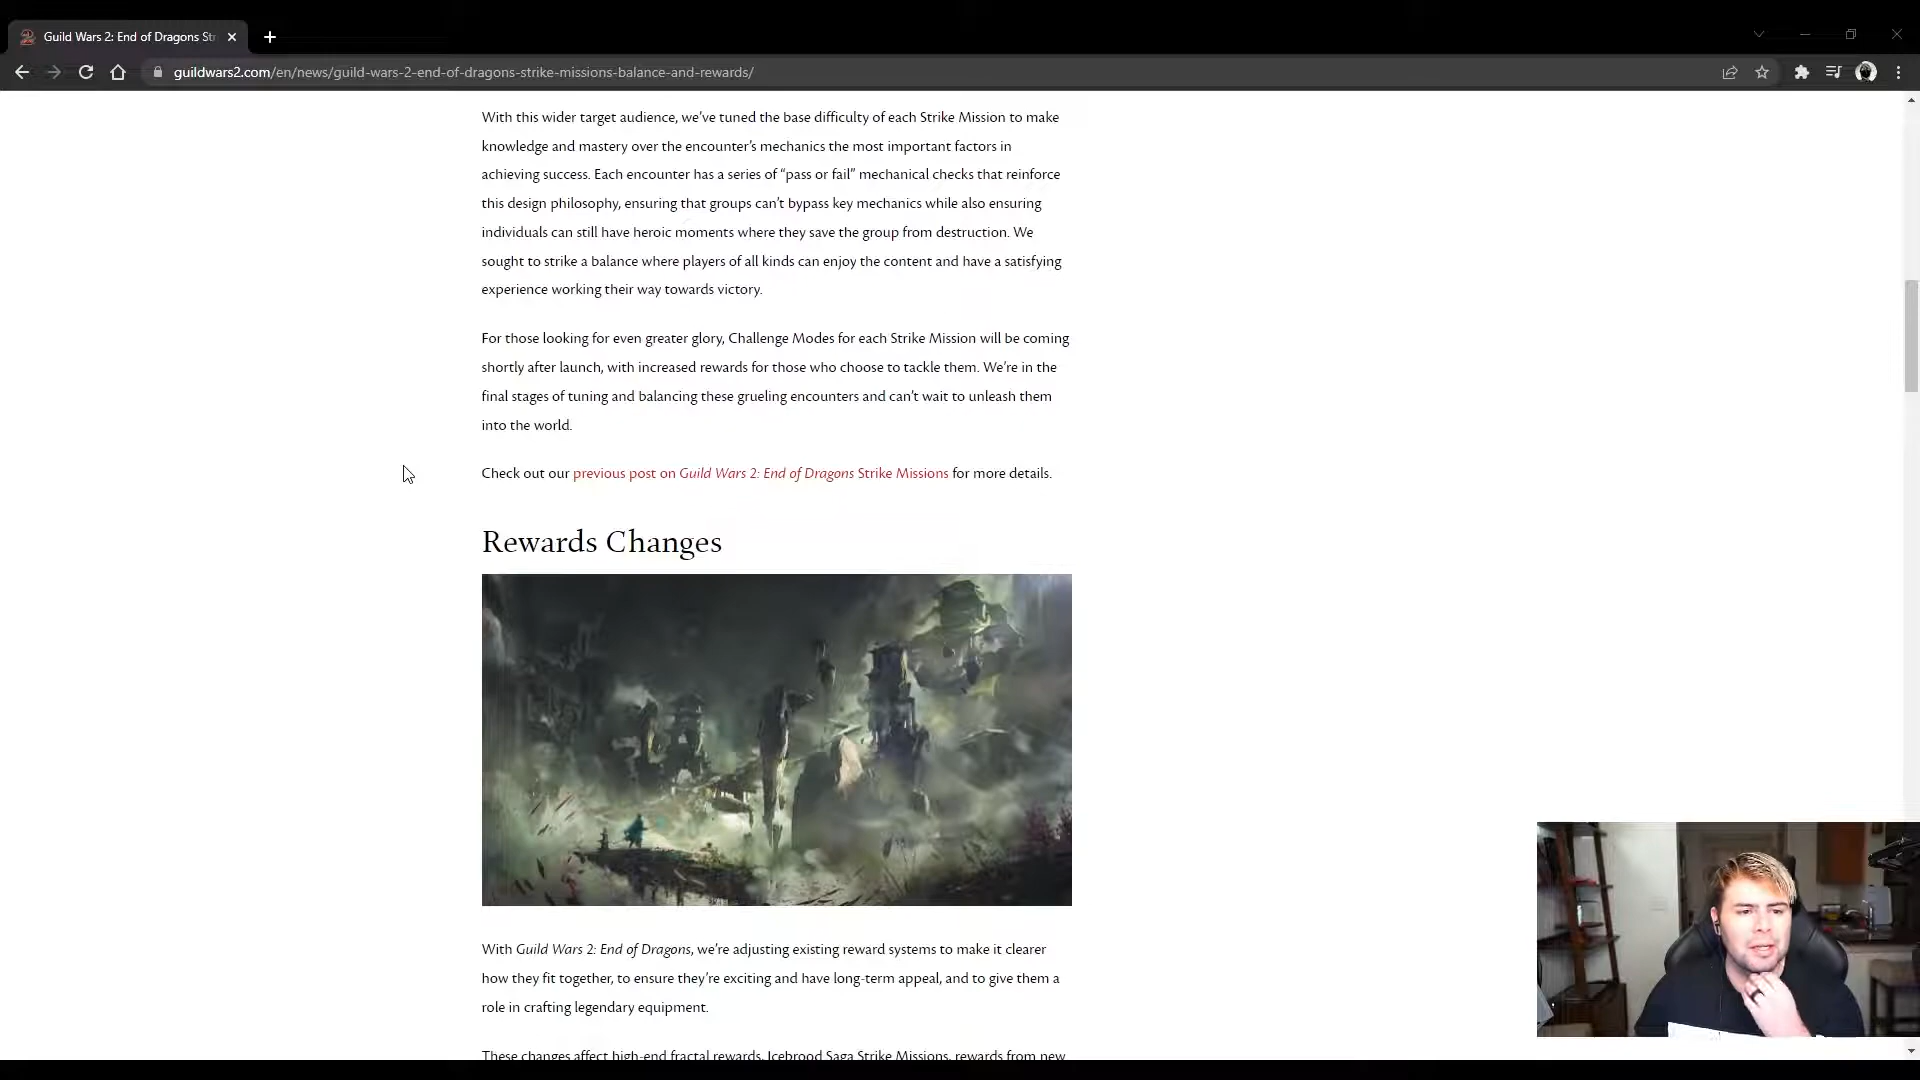 Guild Wars 2: End of Dragons Str
guildwars2.com/en/news/guild-wars-2-end-of-dragons-strike-missions-balance-and-rewards/
With this wider target audience, we’ve tuned the base difficulty of each Strike Mission to make
knowledge and mastery over the encounter’s mechanics the most important factors in
achieving success. Each encounter has a series of “pass or fail” mechanical checks that reinforce
this design philosophy, ensuring that groups can’t bypass key mechanics while also ensuring
individuals can still have heroic moments where they save the group from destruction. We
sought to strike a balance where players of all kinds can enjoy the content and have a satisfying
experience working their way towards victory.
For those looking for even greater glory, Challenge Modes for each Strike Mission will be coming
shortly after launch, with increased rewards for those who choose to tackle them. We’re in the
final stages of tuning and balancing these grueling encounters and can’t wait to unleash them
into the world.
Check out our previous post on Guild Wars 2: End of Dragons Strike Missions for more details.
Rewards Changes
With Guild Wars 2: End of Dragons, we’re adjusting existing reward systems to make it clearer
how they fit together, to ensure they’re exciting and have long-term appeal, and to give them a
role in crafting legendary equipment.
These changes affect high-end fractal rewards, Icebrood Saga Strike Missions, rewards from new